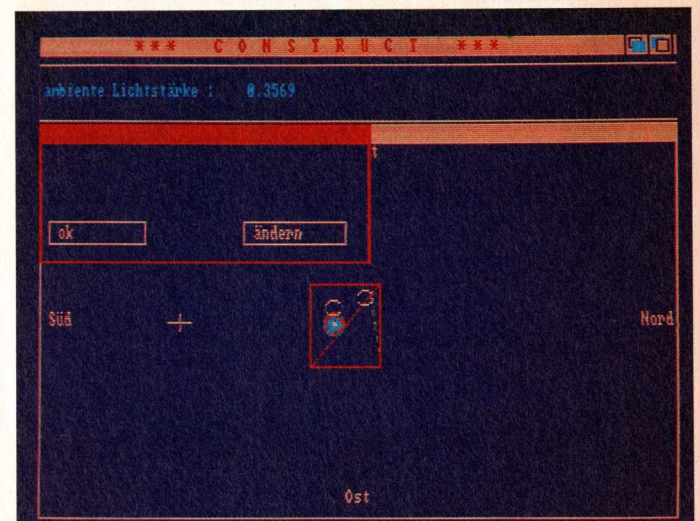 *** CONSTRUCT ***
ambiente Lichtstärke : 0.3569
t
ok ändern
Süd Nord
Ost